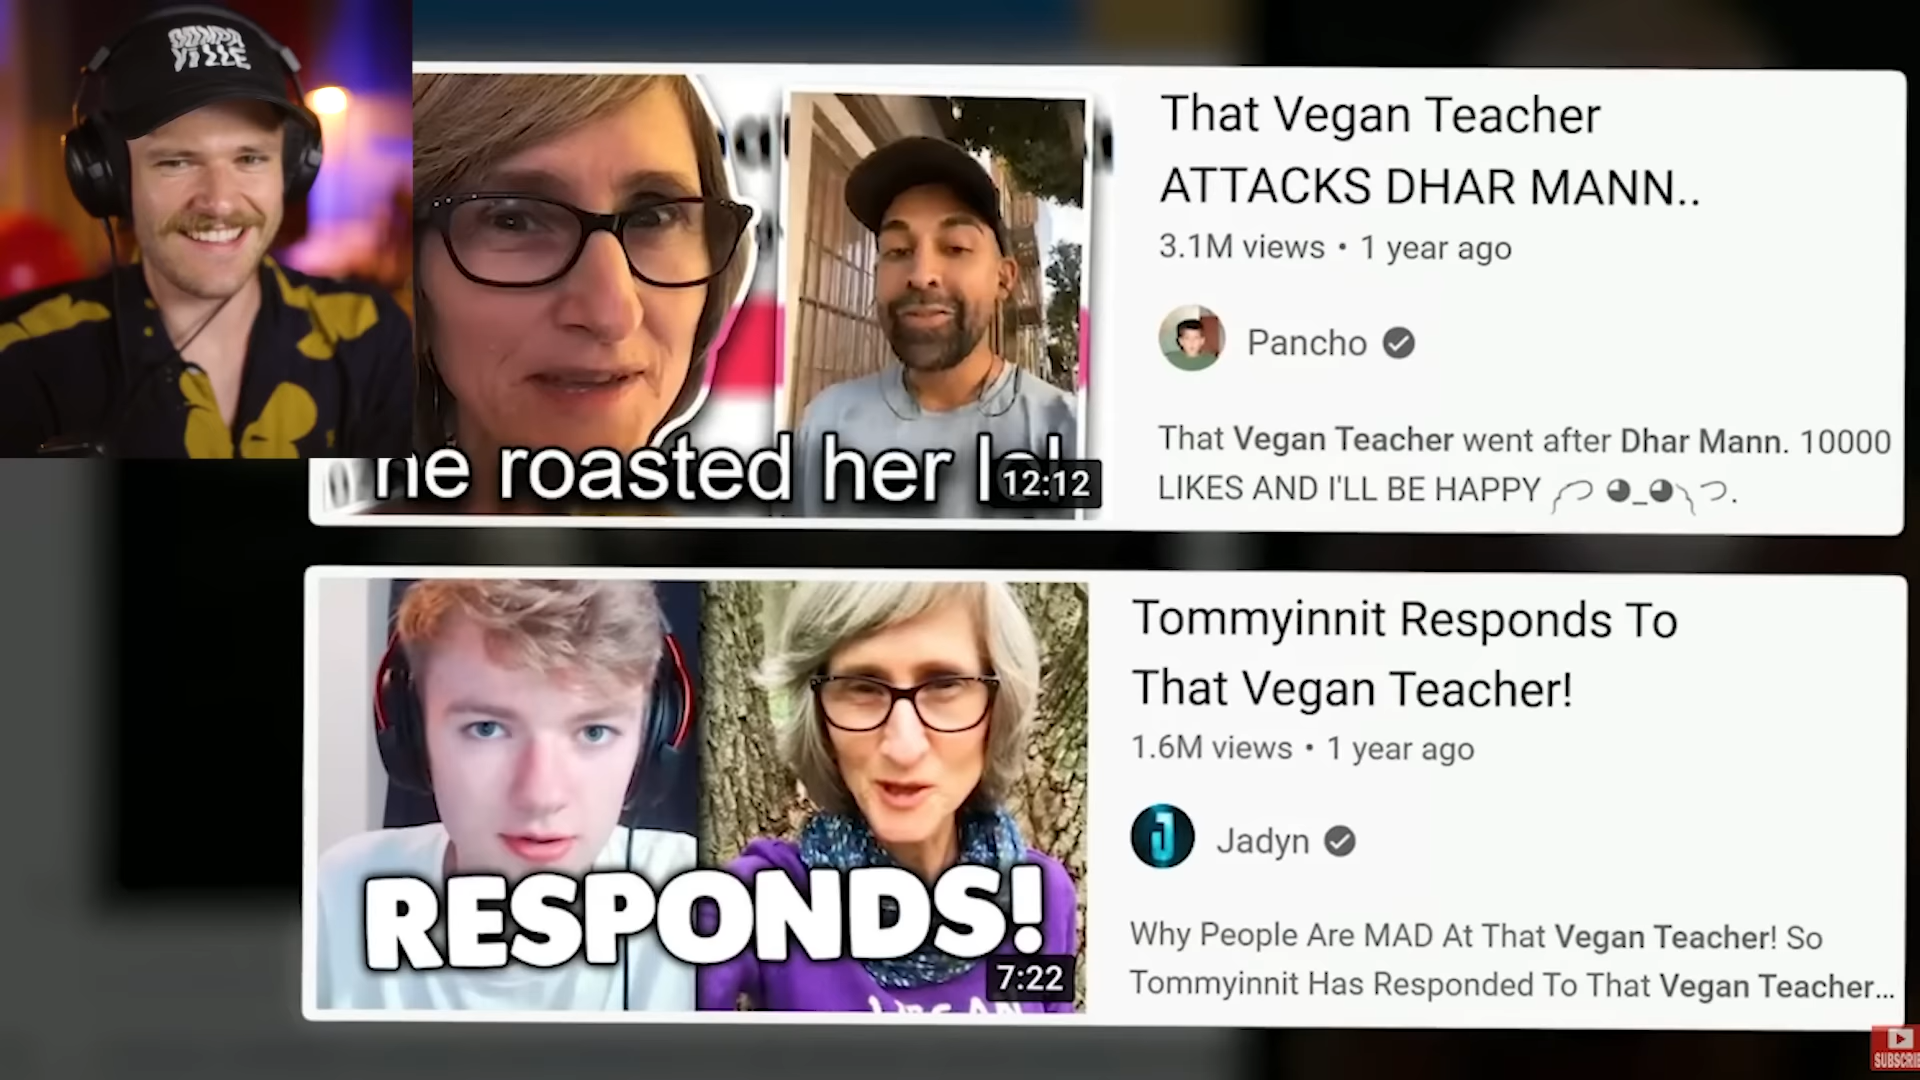 That Vegan Teacher
ATTACKS DHAR MANN..
3.1M views • 1 year ago
Pancho
That Vegan Teacher went after Dhar Mann. 10000
LIKES AND I'LL BE HAPPY
he roasted her lol
12:12
Tommyinnit Responds To
That Vegan Teacher!
1.6M views • 1 year ago
Jadyn
Why People Are MAD At That Vegan Teacher! So
Tommyinnit Has Responded To That Vegan Teacher...
RESPONDS!
7:22